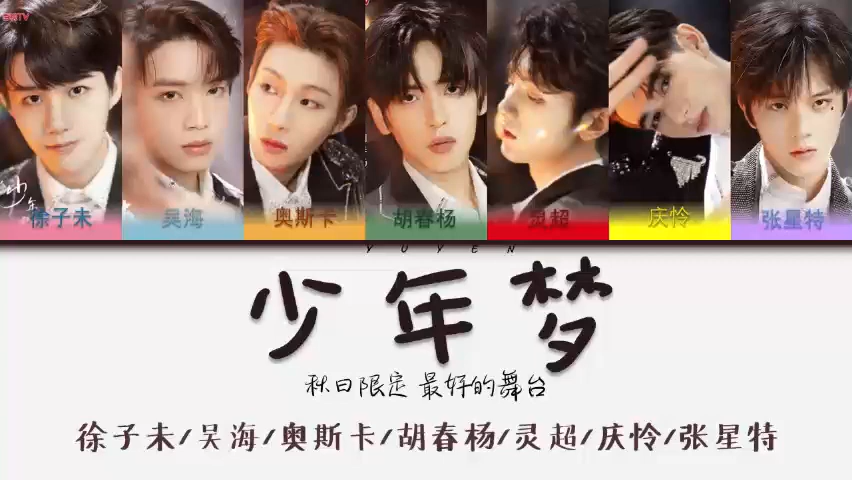 徐子未 吴海 奥斯卡 胡春杨 灵超 庆怜 张星特
YUYEN
少年梦
秋日限定 最好的舞台
徐子未/吴海/奥斯卡/胡春杨/灵超/庆怜/张星特